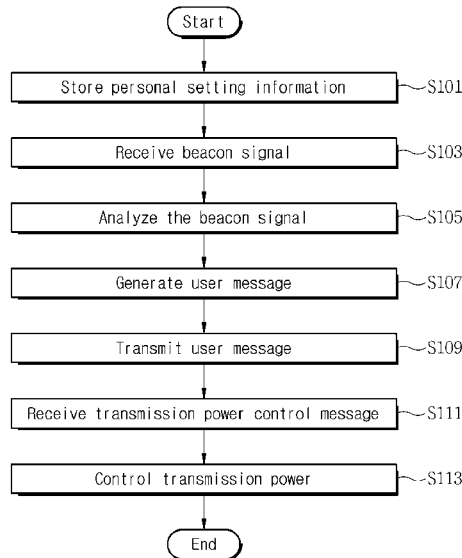 Start
Store personal setting information S101
Receive beacon signal S103
Analyze the beacon signal S105
Generate user message S107
Transmit user message S109
Receive transmission power control message S111
Control transmission power S113
End